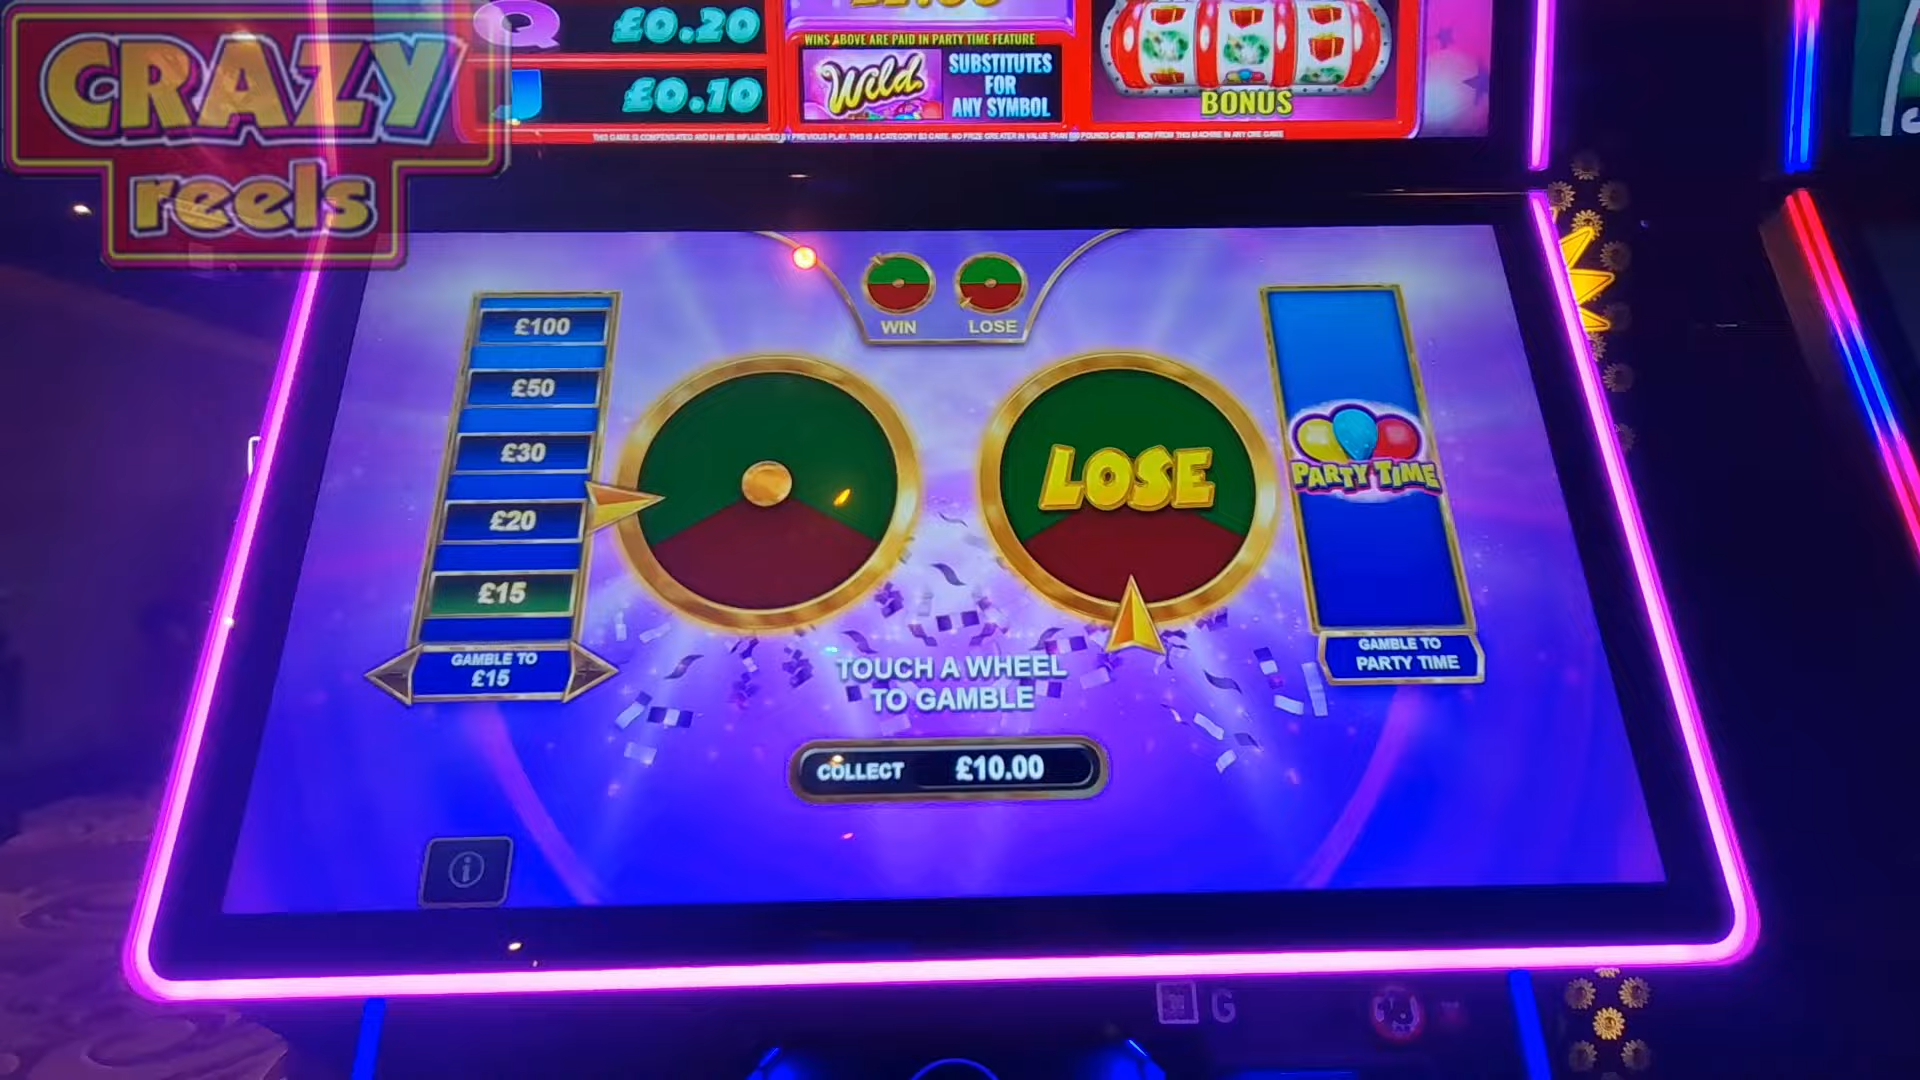 CRAZY
reels
Q £0.20
£0.10
WINS ABOVE ARE PAID IN PARTY TIME FEATURE
Wild
SUBSTITUTES
FOR
ANY SYMBOL
BONUS
WIN
LOSE
£100
£50
£30
£20
£15
GAMBLE TO
£15
LOSE
PARTY TIME
GAMBLE TO
PARTY TIME
TOUCH A WHEEL
TO GAMBLE
COLLECT £10.00
i
G